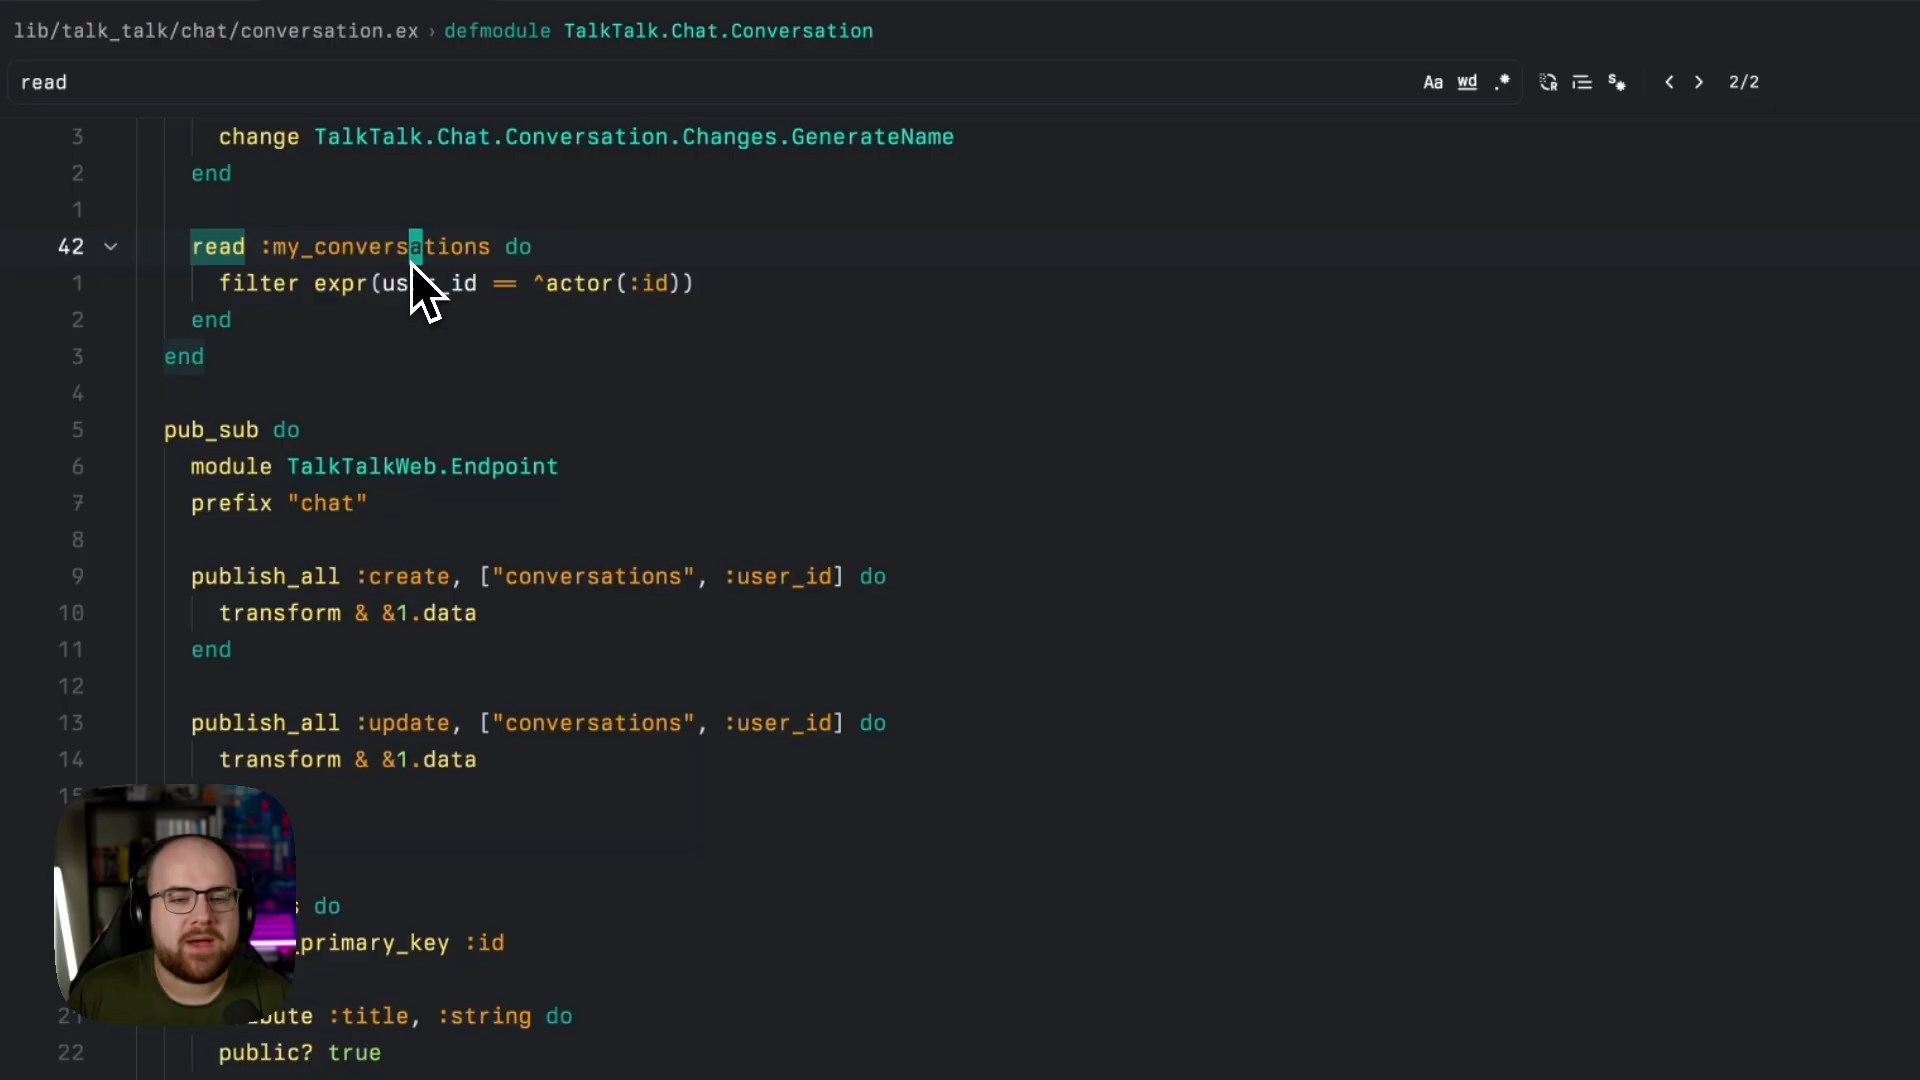 lib/talk_talk/chat/conversation.ex › defmodule TalkTalk.Chat.Conversation
read Aa wd .* 2/2
3 change TalkTalk.Chat.Conversation.Changes.GenerateName
2 end
1
42 read :my_conversations do
1 filter expr(us_id == ^actor(:id))
2 end
3 end
4
5 pub_sub do
6 module TalkTalkWeb.Endpoint
7 prefix "chat"
8
9 publish_all :create, ["conversations", :user_id] do
10 transform & &1.data
11 end
12
13 publish_all :update, ["conversations", :user_id] do
14 transform & &1.data
15
s do
_primary_key :id
21 bute :title, :string do
22 public? true